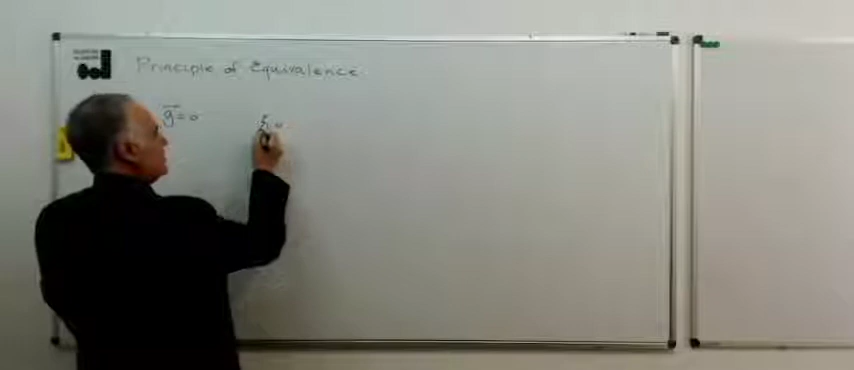 Principle of Equivalence
g⃗ = 0